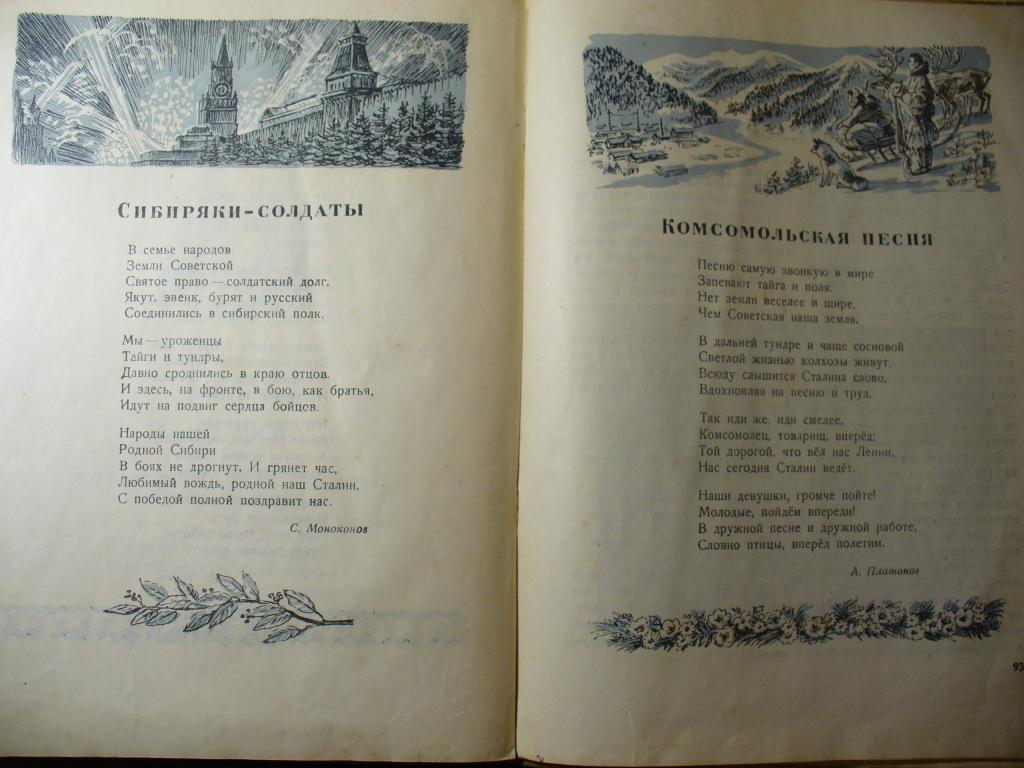 СИБИРЯКИ-СОЛДАТЫ
В семье народов
Земли Советской
Святое право — солдатский долг.
Якут, эвенк, бурят и русский
Соединились в сибирский полк.
Мы — уроженцы
Тайги и тундры,
Давно сроднились в краю отцов.
И здесь, на фронте, в бою, как братья,
Идут на подвиг сердца бойцов.
Народы нашей
Родной Сибири
В боях не дрогнут. И грянет час,
Любимый вождь, родной наш Сталин,
С победой полной поздравит нас.
С. Моноконов
КОМСОМОЛЬСКАЯ ПЕСНЯ
Песню самую звонкую в мире
Запевают тайга и поля:
Нет земли веселее и шире,
Чем Советская наша земля.
В дальней тундре и чаще сосновой
Светлой жизнью колхозы живут.
Всюду слышится Сталина слово,
Вдохновляя на песню и труд.
Так иди же, иди смелее,
Комсомолец, товарищ, вперёд:
Той дорогой, что вёл нас Ленин,
Нас сегодня Сталин ведёт.
Наши девушки, громче пойте!
Молодые, пойдём впереди!
В дружной песне и дружной работе,
Словно птицы, вперёд полетим.
А. Платонов
93